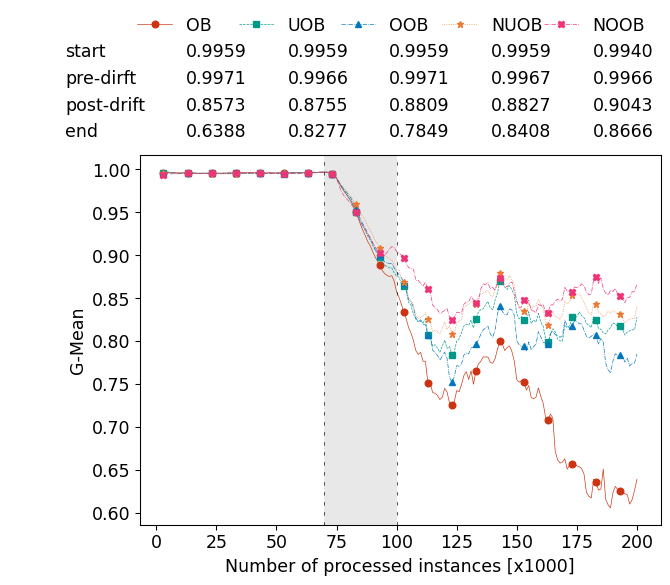 OB UOB OOB NUOB NOOB
start 0.9959 0.9959 0.9959 0.9959 0.9940
pre-dirft 0.9971 0.9966 0.9971 0.9967 0.9966
post-drift 0.8573 0.8755 0.8809 0.8827 0.9043
end 0.6388 0.8277 0.7849 0.8408 0.8666
1.00
0.95
0.90
0.85
0.80
0.75
0.70
0.65
0.60
G-Mean
0 25 50 75 100 125 150 175 200
Number of processed instances [x1000]